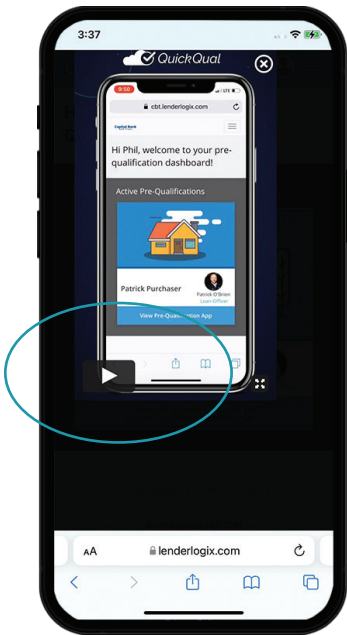 3:37
QuickQual
9:50
LTE
cbt.lenderlogix.com
Capital Bank
Hi Phil, welcome to your pre-
qualification dashboard!
Active Pre-Qualifications
Patrick Purchaser
Patrick O'Brien
Loan Officer
View Pre-Qualification App
AA
lenderlogix.com